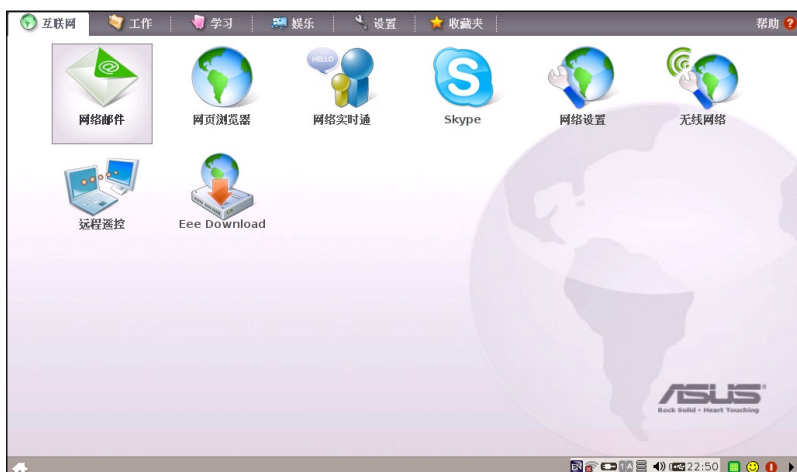 互联网 工作 学习 娱乐 设置 收藏夹 帮助 ?
@ HELLO S
网络邮件 网页浏览器 网络实时通 Skype 网络设置 无线网络
远程遥控 Eee Download
ASUS
Rock Solid • Heart Touching
EN 1 A 22:50